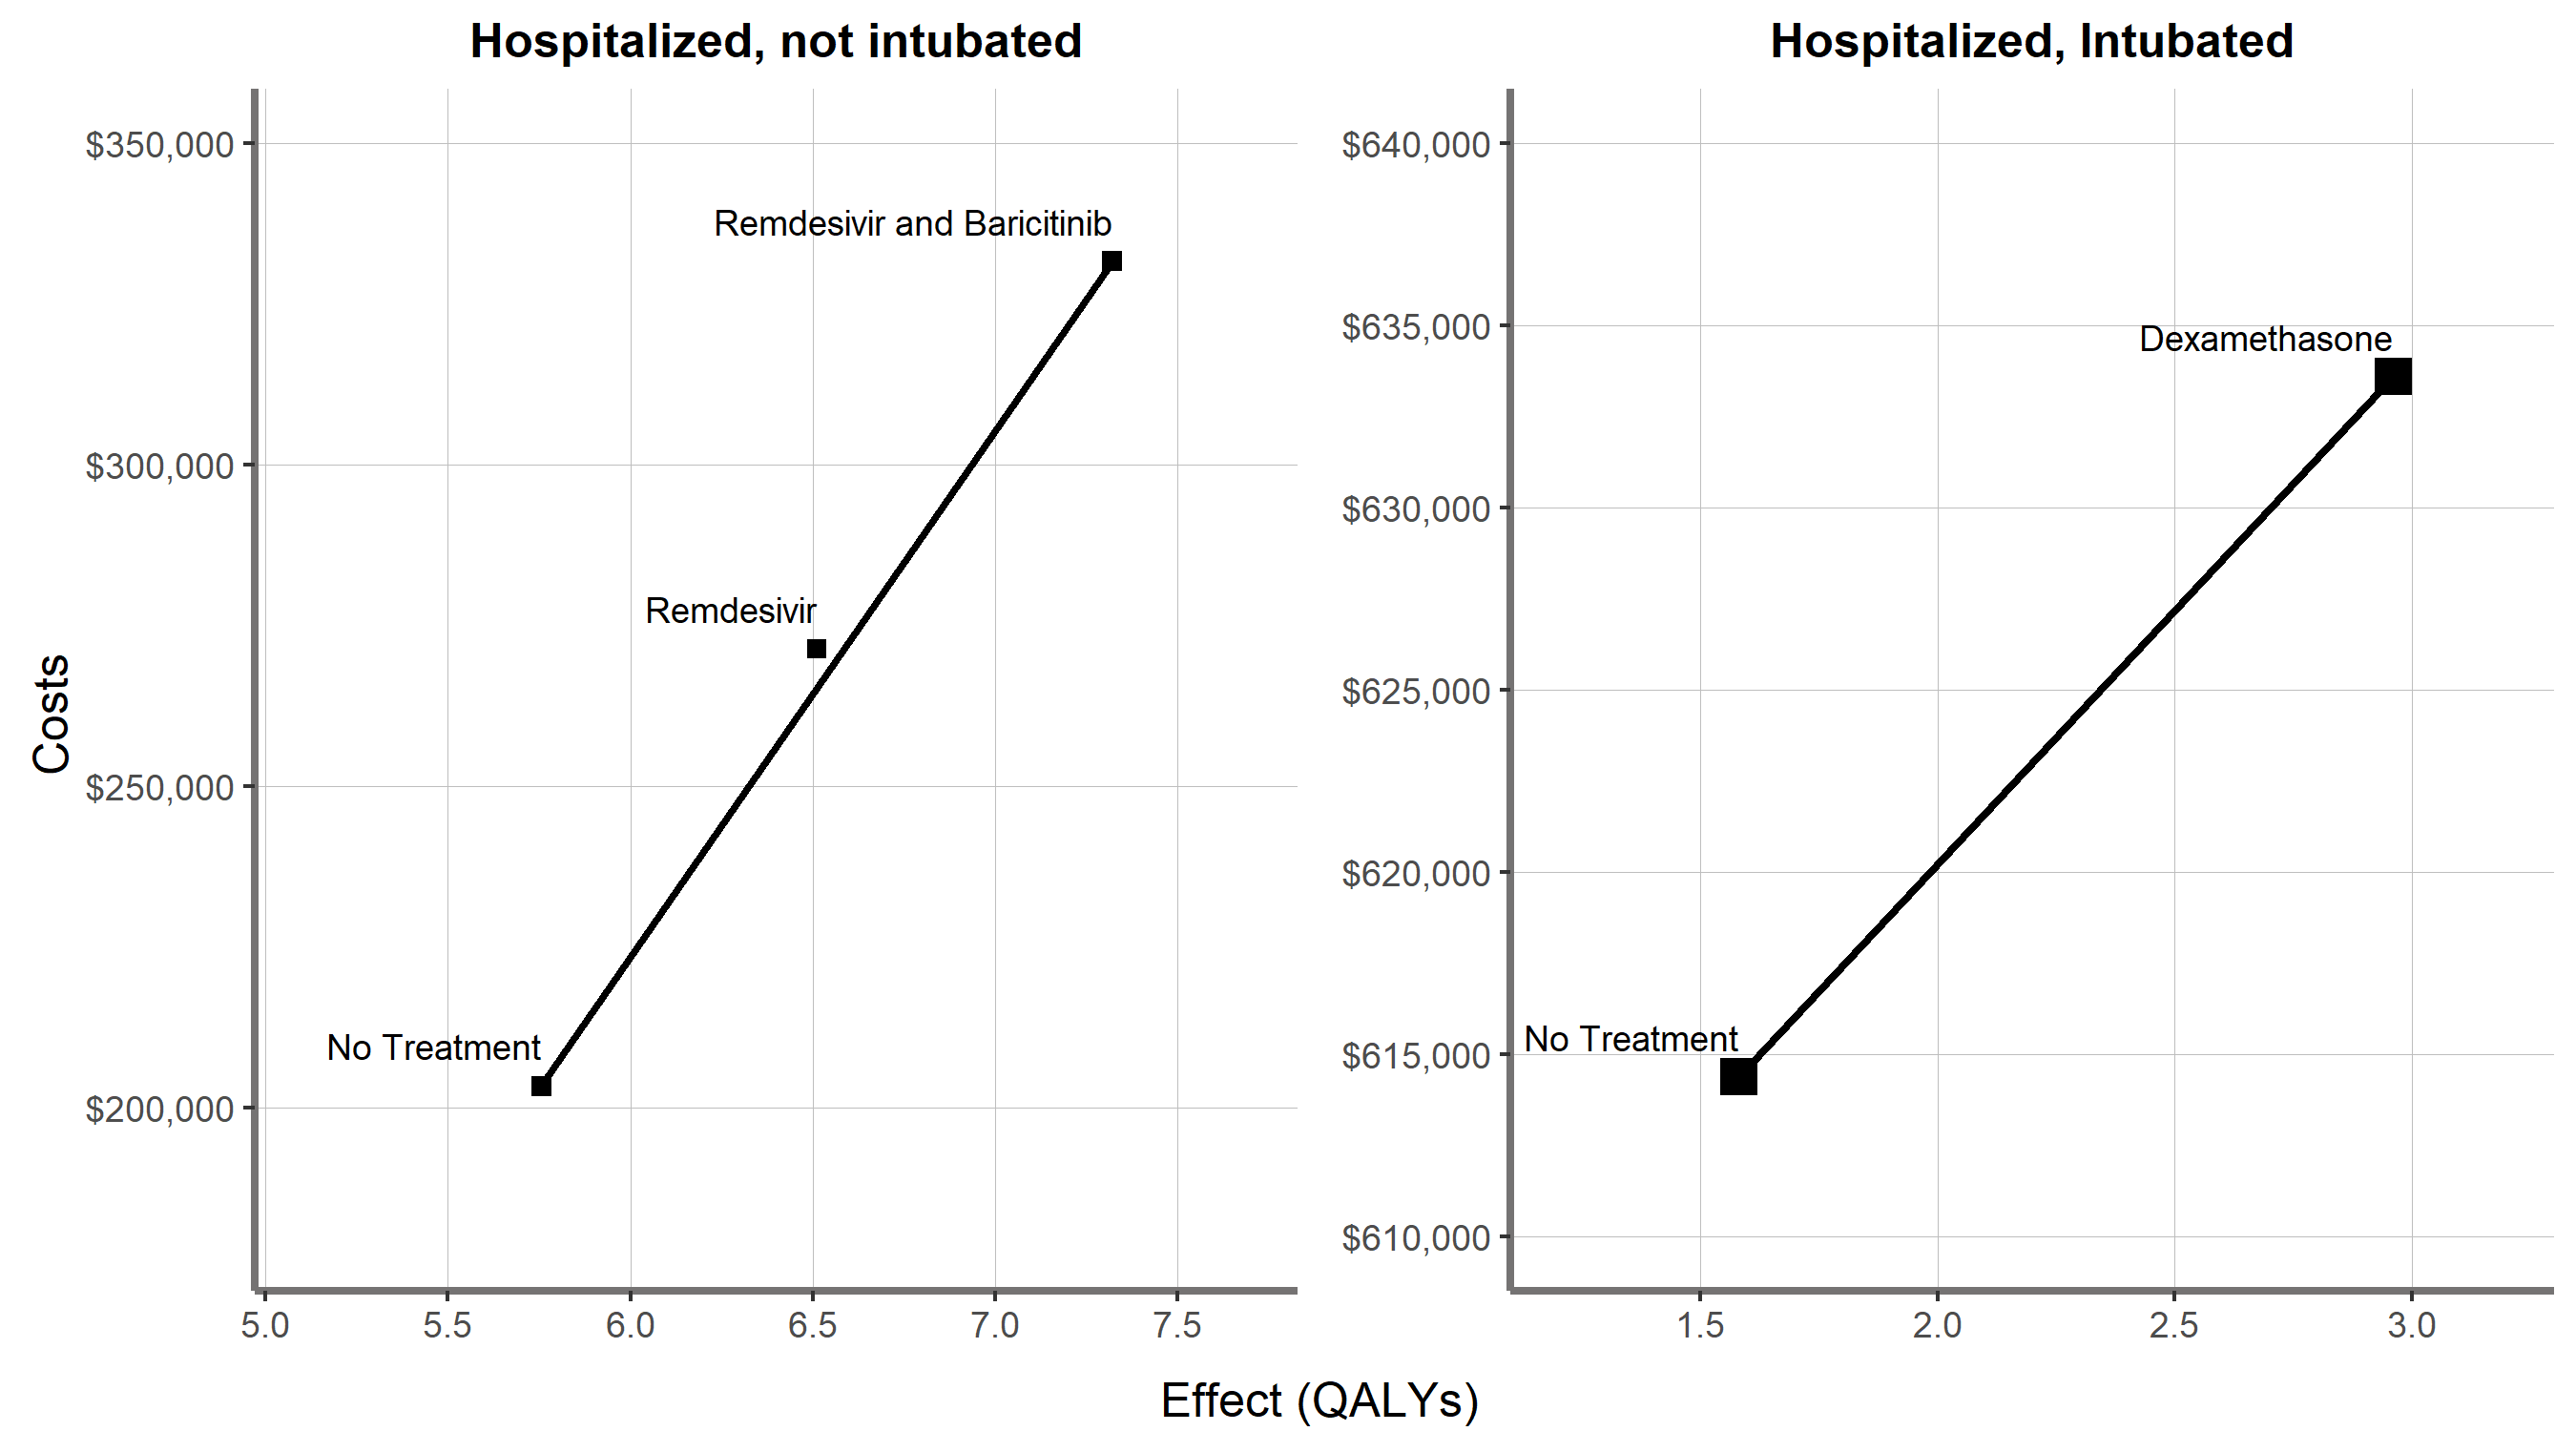 Hospitalized, not intubated
Hospitalized, Intubated
Costs
$350,000
$300,000
$250,000
$200,000
Remdesivir and Baricitinib
Remdesivir
No Treatment
5.0 5.5 6.0 6.5 7.0 7.5
$640,000
$635,000
$630,000
$625,000
$620,000
$615,000
$610,000
Dexamethasone
No Treatment
1.5 2.0 2.5 3.0
Effect (QALYs)